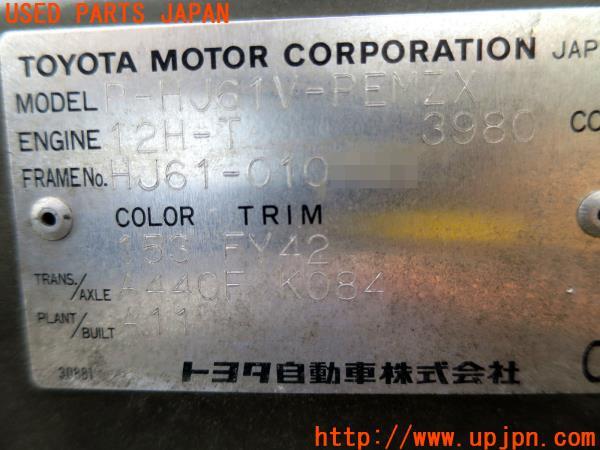 USED PARTS JAPAN
TOYOTA MOTOR CORPORATION JAP
MODEL N-HJ61V-PEMZX
ENGINE 12H-T 3980 CO
FRAME No. HJ61-010
COLOR TRIM
153 FY42
TRANS./AXLE A440F K084
PLANT/BUILT A11
30881
トヨタ自動車株式会社
http://www.upjpn.com/